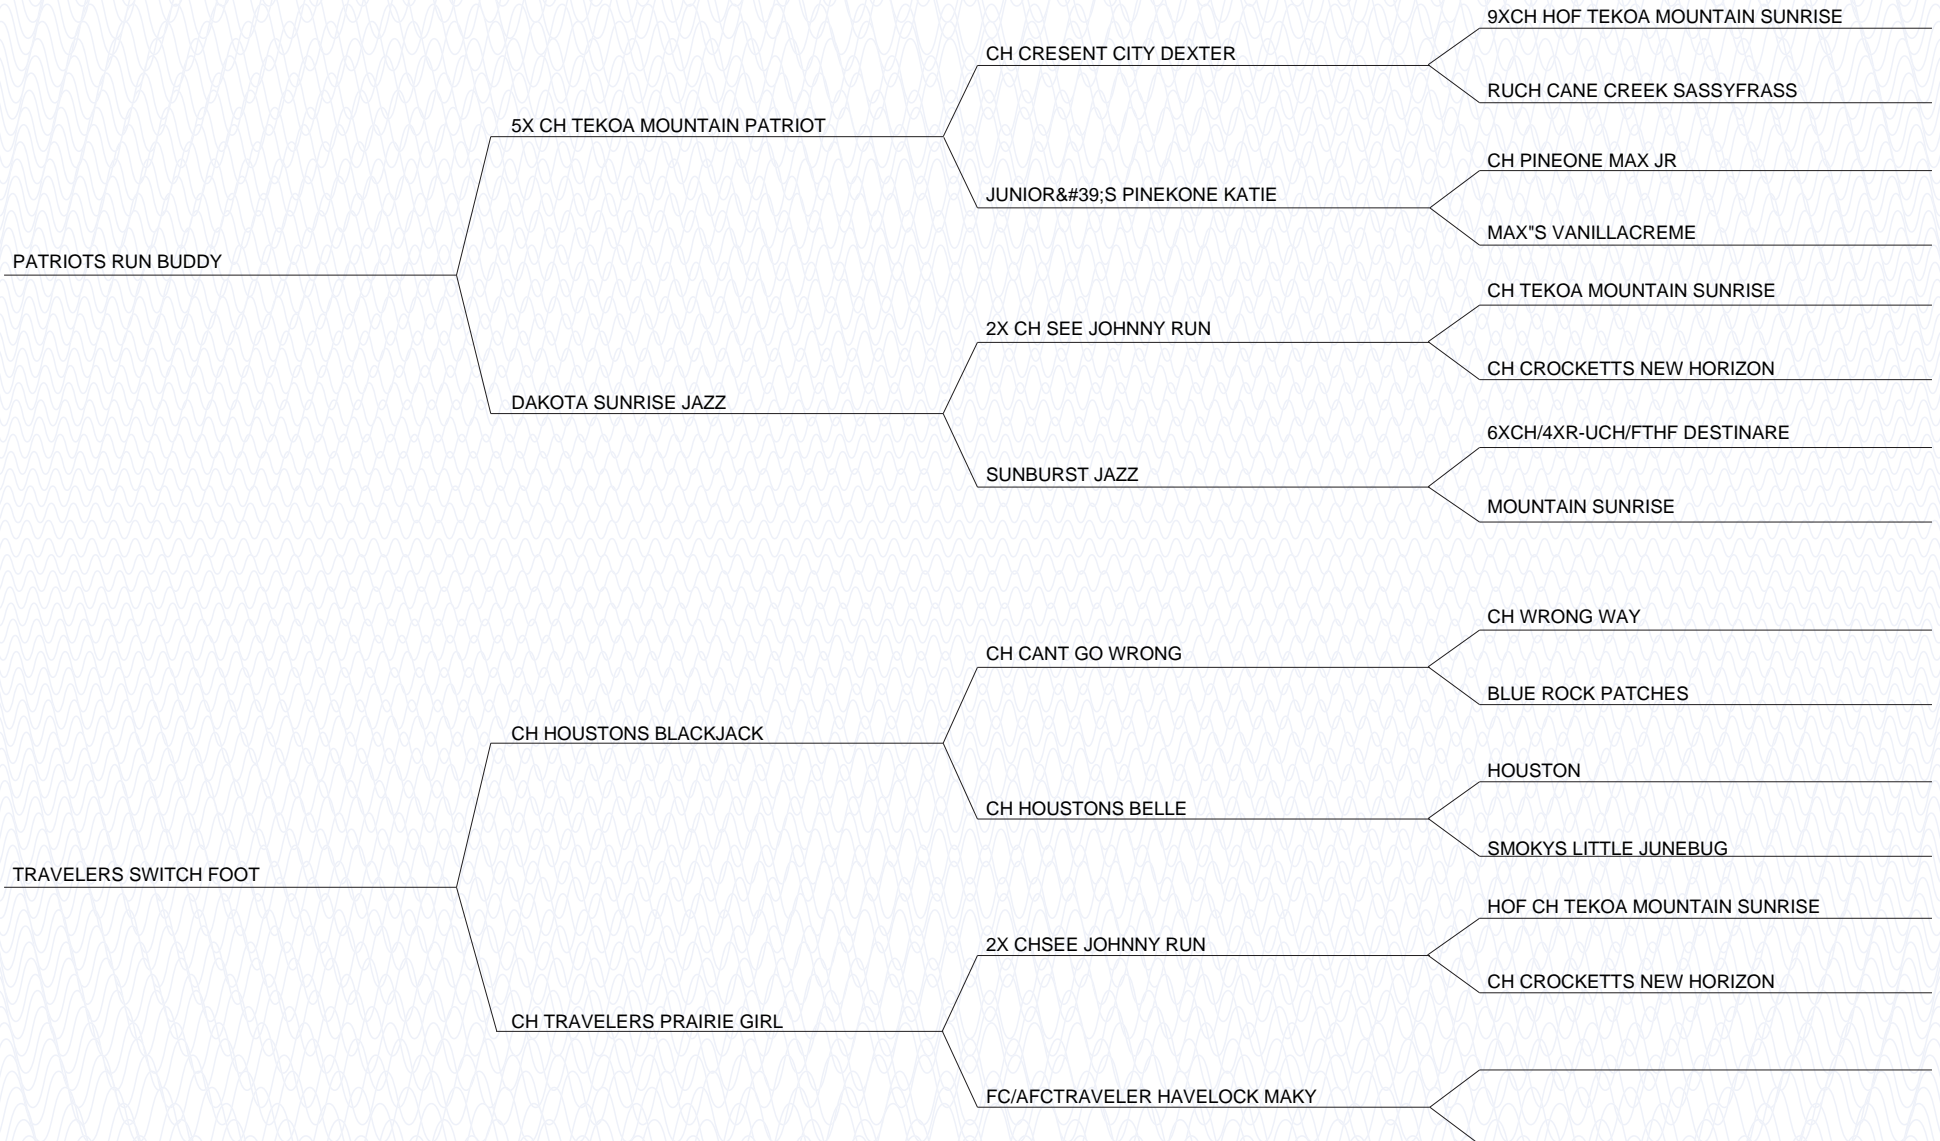 9XCH HOF TEKOA MOUNTAIN SUNRISE
CH CRESENT CITY DEXTER
RUCH CANE CREEK SASSYFRASS
5X CH TEKOA MOUNTAIN PATRIOT
CH PINEONE MAX JR
JUNIOR&#39;S PINEKONE KATIE
MAX"S VANILLACREME
PATRIOTS RUN BUDDY
CH TEKOA MOUNTAIN SUNRISE
2X CH SEE JOHNNY RUN
CH CROCKETTS NEW HORIZON
DAKOTA SUNRISE JAZZ
6XCH/4XR-UCH/FTHF DESTINARE
SUNBURST JAZZ
MOUNTAIN SUNRISE
CH WRONG WAY
CH CANT GO WRONG
BLUE ROCK PATCHES
CH HOUSTONS BLACKJACK
HOUSTON
CH HOUSTONS BELLE
SMOKYS LITTLE JUNEBUG
TRAVELERS SWITCH FOOT
HOF CH TEKOA MOUNTAIN SUNRISE
2X CHSEE JOHNNY RUN
CH CROCKETTS NEW HORIZON
CH TRAVELERS PRAIRIE GIRL
FC/AFCTRAVELER HAVELOCK MAKY